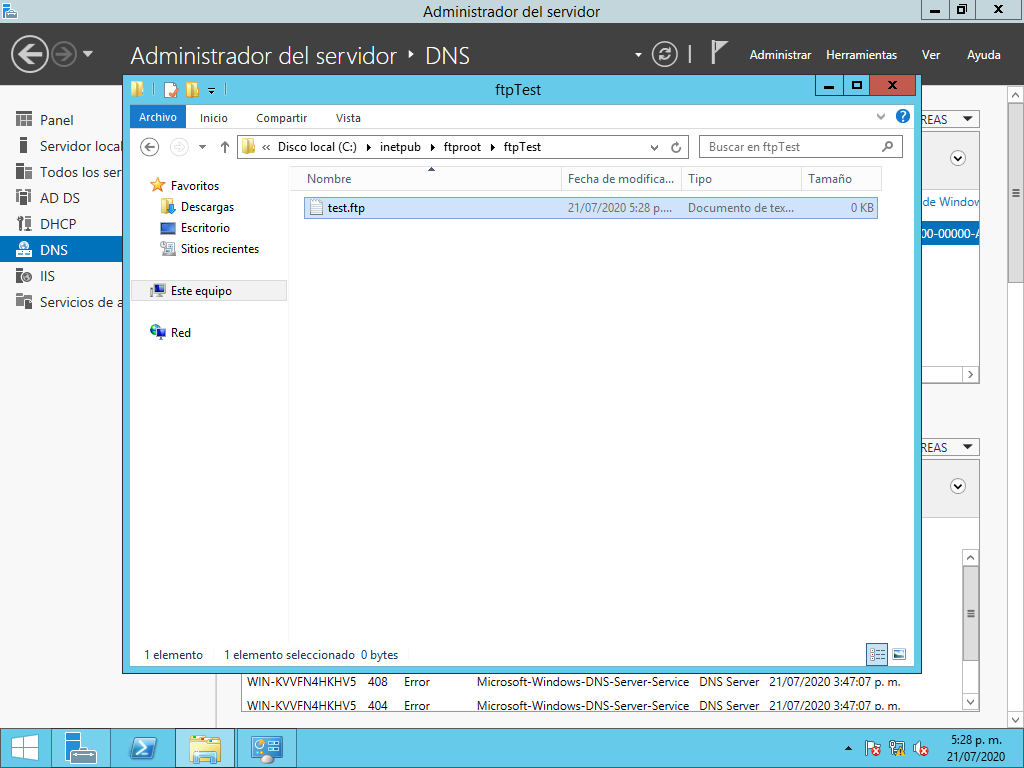 Administrador del servidor
Administrador del servidor ‣ DNS
Administrar Herramientas Ver Ayuda
ftpTest
Archivo Inicio Compartir Vista
« Disco local (C:) inetpub ftproot ftpTest
Buscar en ftpTest
Nombre Fecha de modifica... Tipo Tamaño
test.ftp 21/07/2020 5:28 p.... Documento de tex... 0 KB
Favoritos
Descargas
Escritorio
Sitios recientes
Este equipo
Red
1 elemento 1 elemento seleccionado 0 bytes
Panel
Servidor local
Todos los ser
AD DS
DHCP
DNS
IIS
Servicios de a
REAS
de Window
00-00000-A
REAS
WIN-KVVFN4HKHV5 408 Error Microsoft-Windows-DNS-Server-Service DNS Server 21/07/2020 3:47:07 p. m.
WIN-KVVFN4HKHV5 404 Error Microsoft-Windows-DNS-Server-Service DNS Server 21/07/2020 3:47:07 p. m.
5:28 p. m.
21/07/2020